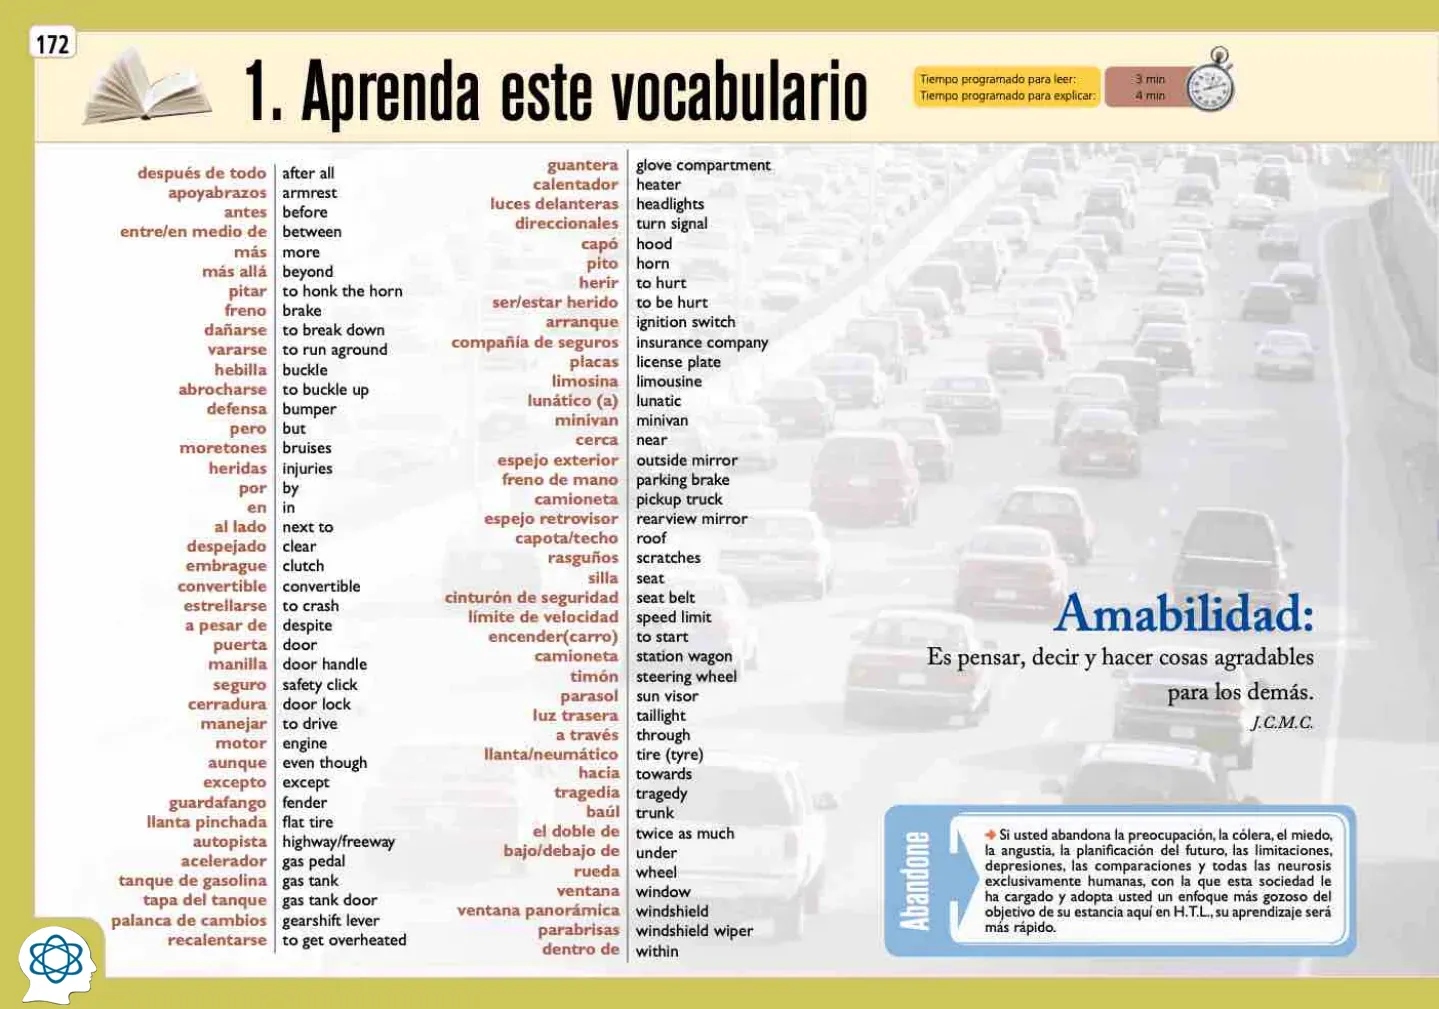 172
1. Aprenda este vocabulario
Tiempo programado para leer: 3 min
Tiempo programado para explicar: 4 min
después de todo after all
apoyabrazos armrest
antes before
entre/en medio de between
más more
más allá beyond
pitar to honk the horn
freno brake
dañarse to break down
vararse to run aground
hebilla buckle
abrocharse to buckle up
defensa bumper
pero but
moretones bruises
heridas injuries
por by
en in
al lado next to
despejado clear
embrague clutch
convertible convertible
estrellarse to crash
a pesar de despite
puerta door
manilla door handle
seguro safety click
cerradura door lock
manejar to drive
motor engine
aunque even though
excepto except
guardafango fender
llanta pinchada flat tire
autopista highway/freeway
acelerador gas pedal
tanque de gasolina gas tank
tapa del tanque gas tank door
palanca de cambios gearshift lever
recalentarse to get overheated
guantera glove compartment
calentador heater
luces delanteras headlights
direccionales turn signal
capó hood
pito horn
herir to hurt
ser/estar herido to be hurt
arranque ignition switch
compañía de seguros insurance company
placas license plate
limosina limousine
lunático (a) lunatic
minivan minivan
cerca near
espejo exterior outside mirror
freno de mano parking brake
camioneta pickup truck
espejo retrovisor rearview mirror
capota/techo roof
rasguños scratches
silla seat
cinturón de seguridad seat belt
límite de velocidad speed limit
encender(carro) to start
camioneta station wagon
timón steering wheel
parasol sun visor
luz trasera taillight
a través through
llanta/neumático tire (tyre)
hacia towards
tragedia tragedy
baúl trunk
el doble de twice as much
bajo/debajo de under
rueda wheel
ventana window
ventana panorámica windshield
parabrisas windshield wiper
dentro de within
Amabilidad:
Es pensar, decir y hacer cosas agradables
para los demás.
J.C.M.C.
Abandone
Si usted abandona la preocupación, la cólera, el miedo,
la angustia, la planificación del futuro, las limitaciones,
depresiones, las comparaciones y todas las neurosis
exclusivamente humanas, con la que esta sociedad le
ha cargado y adopta usted un enfoque más gozoso del
objetivo de su estancia aquí en H.T.L., su aprendizaje será
más rápido.